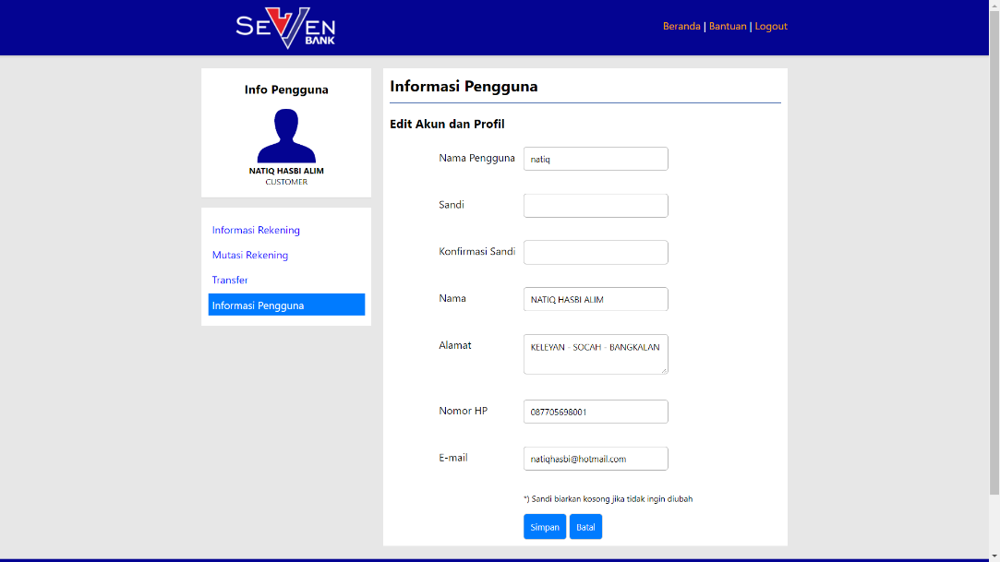 SEVEN
BANK
Beranda | Bantuan | Logout
Info Pengguna
NATIQ HASBI ALIM
CUSTOMER
Informasi Rekening
Mutasi Rekening
Transfer
Informasi Pengguna
Informasi Pengguna
Edit Akun dan Profil
Nama Pengguna natiq
Sandi
Konfirmasi Sandi
Nama NATIQ HASBI ALIM
Alamat KELEYAN - SOCAH - BANGKALAN
Nomor HP 087705698001
E-mail natiqhasbi@hotmail.com
*) Sandi biarkan kosong jika tidak ingin diubah
Simpan Batal